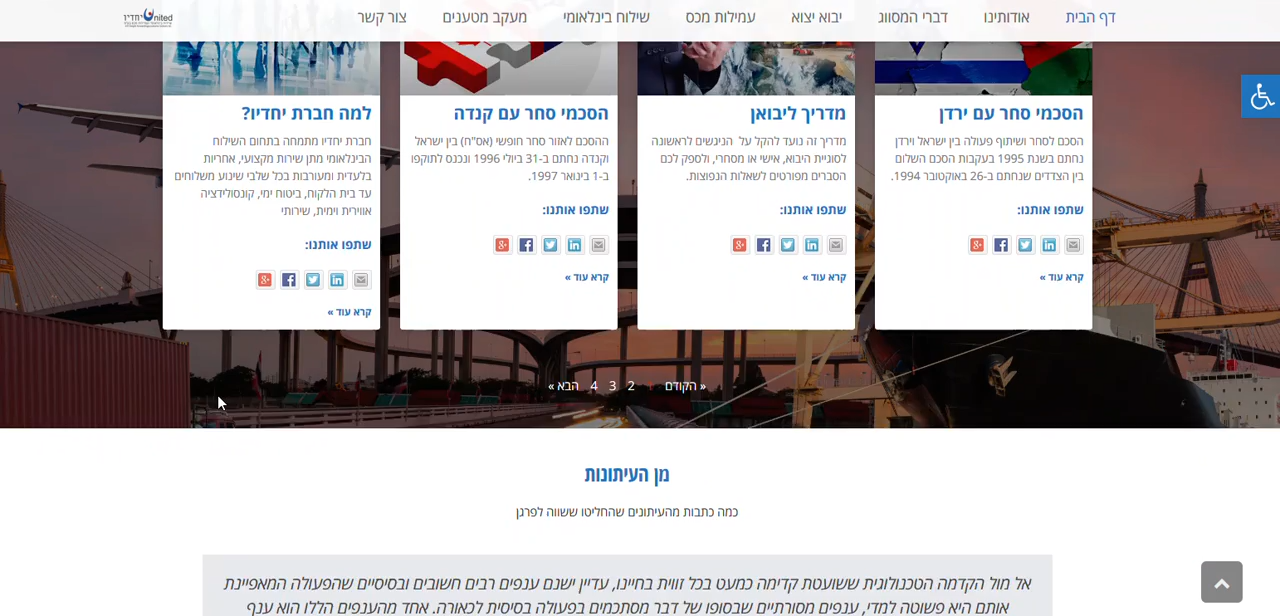 דף הבית
אודותינו
דברי המסווג
יבוא יצוא
עמילות מכס
שילוח בינלאומי
מעקב מטענים
צור קשר
United יחדיו
הסכמי סחר עם ירדן
הסכם לסחר ושיתוף פעולה בין ישראל וירדן
נחתם בשנת 1995 בעקבות הסכם השלום
בין הצדדים שנחתם ב-26 באוקטובר 1994.
שתפו אותנו:
קרא עוד »
מדריך ליבואן
מדריך זה נועד להקל על הניגשים לראשונה
לסוגיית היבוא, אישי או מסחרי, ולספק לכם
הסברים מפורטים לשאלות הנפוצות.
שתפו אותנו:
קרא עוד »
הסכמי סחר עם קנדה
ההסכם לאזור סחר חופשי (אס"ח) בין ישראל
וקנדה נחתם ב-31 ביולי 1996 ונכנס לתוקפו
ב-1 בינואר 1997.
שתפו אותנו:
קרא עוד »
למה חברת יחדיו?
חברת יחדיו מתמחה בתחום השילוח
הבינלאומי מתן שירות מקצועי, אחריות
בלעדית ומעורבות בכל שלבי שינוע משלוחים
עד בית הלקוח, ביטוח ימי, קונסולידציה
אווירית וימית, שירותי
שתפו אותנו:
קרא עוד »
« הקודם 2 3 4 הבא »
מן העיתונות
כמה כתבות מהעיתונים שהחליטו ששווה לפרגן
אל מול הקדמה הטכנולוגית ששועטת קדימה כמעט בכל זווית בחיינו, עדיין ישנם ענפים רבים חשובים ובסיסיים שהפעולה המאפיינת
אותם היא פשוטה למדי, ענפים מסורתיים שבסופו של דבר מסתכמים בפעולה בסיסית לכאורה. אחד מהענפים הללו הוא ענף